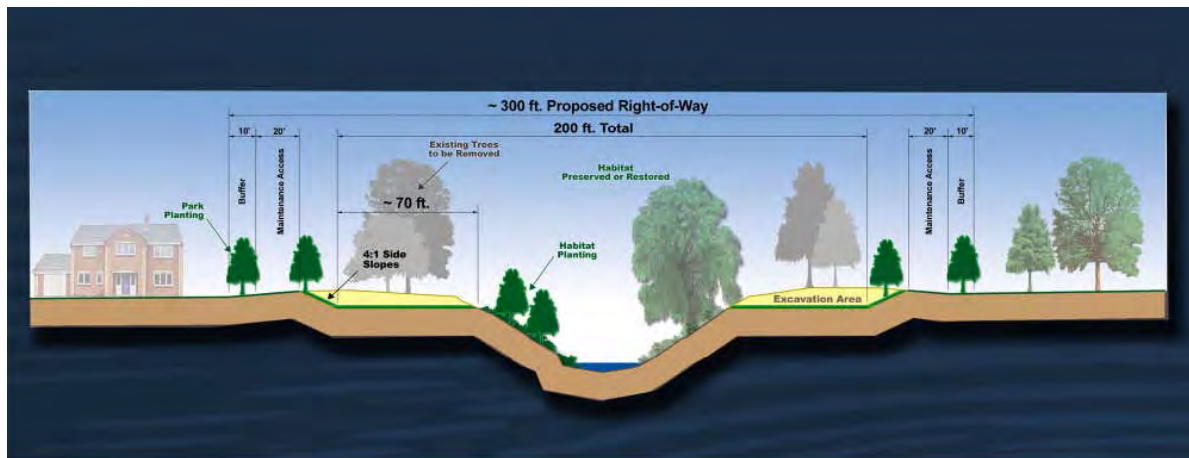 ~ 300 ft. Proposed Right-of-Way
200 ft. Total
10'
20'
20'
10'
Existing Trees
to be Removed
Habitat
Preserved or Restored
Buffer
Maintenance Access
Maintenance Access
Buffer
~ 70 ft.
Park
Planting
4:1 Side
Slopes
Habitat
Planting
Excavation Area